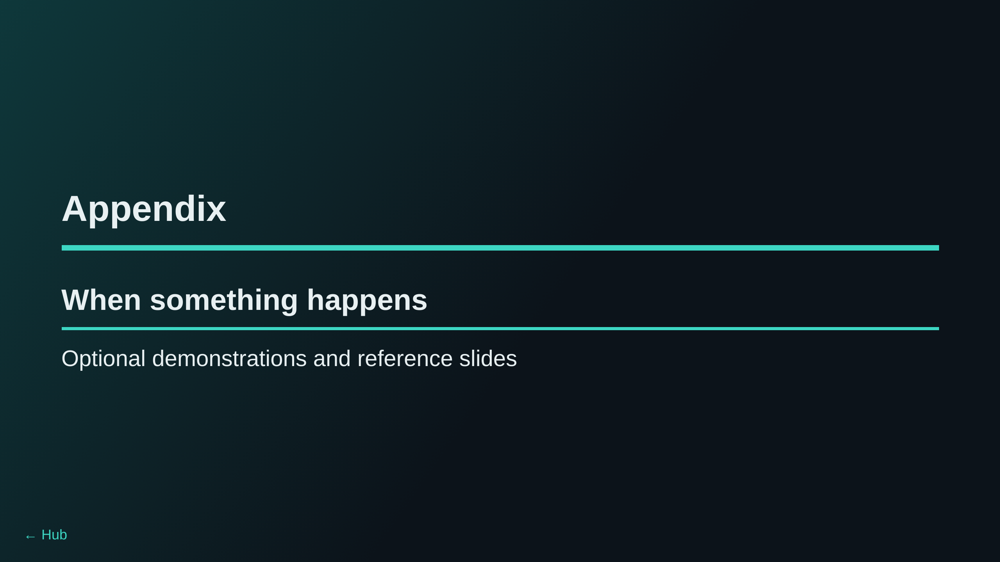 Appendix
When something happens
Optional demonstrations and reference slides
← Hub